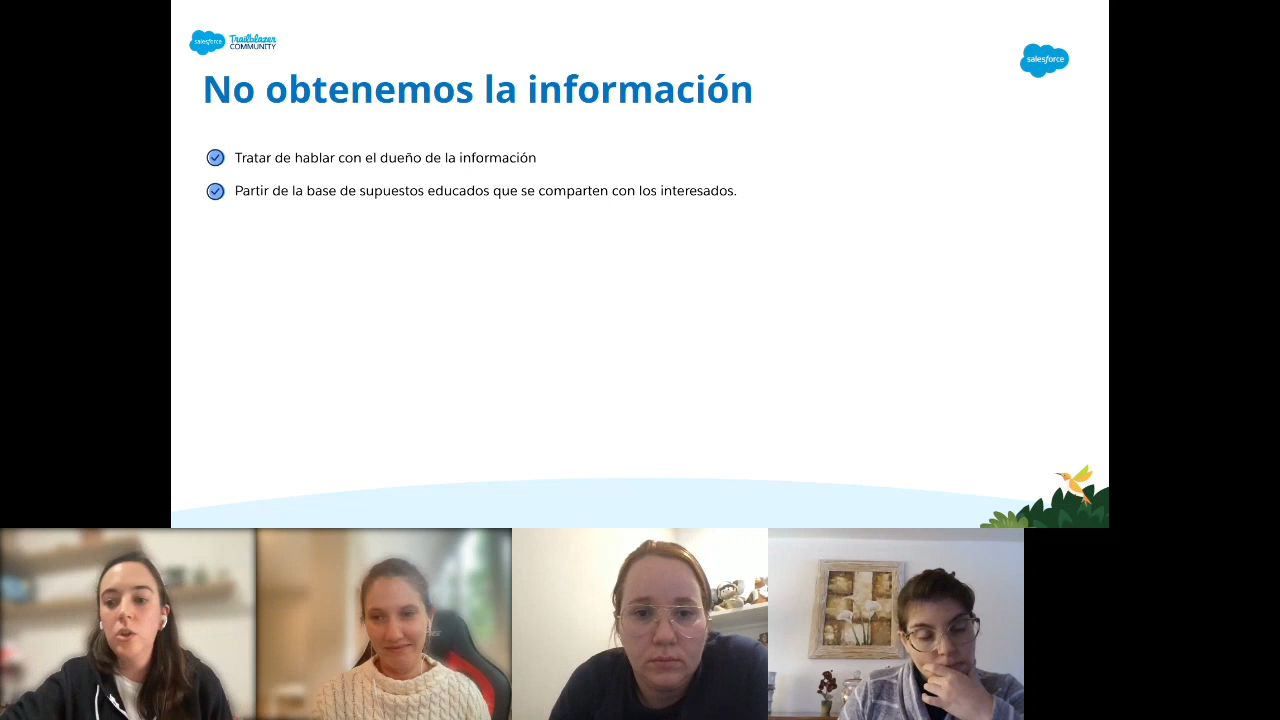 salesforce
Trailblazer
COMMUNITY
salesforce
No obtenemos la información
Tratar de hablar con el dueño de la información
Partir de la base de supuestos educados que se comparten con los interesados.